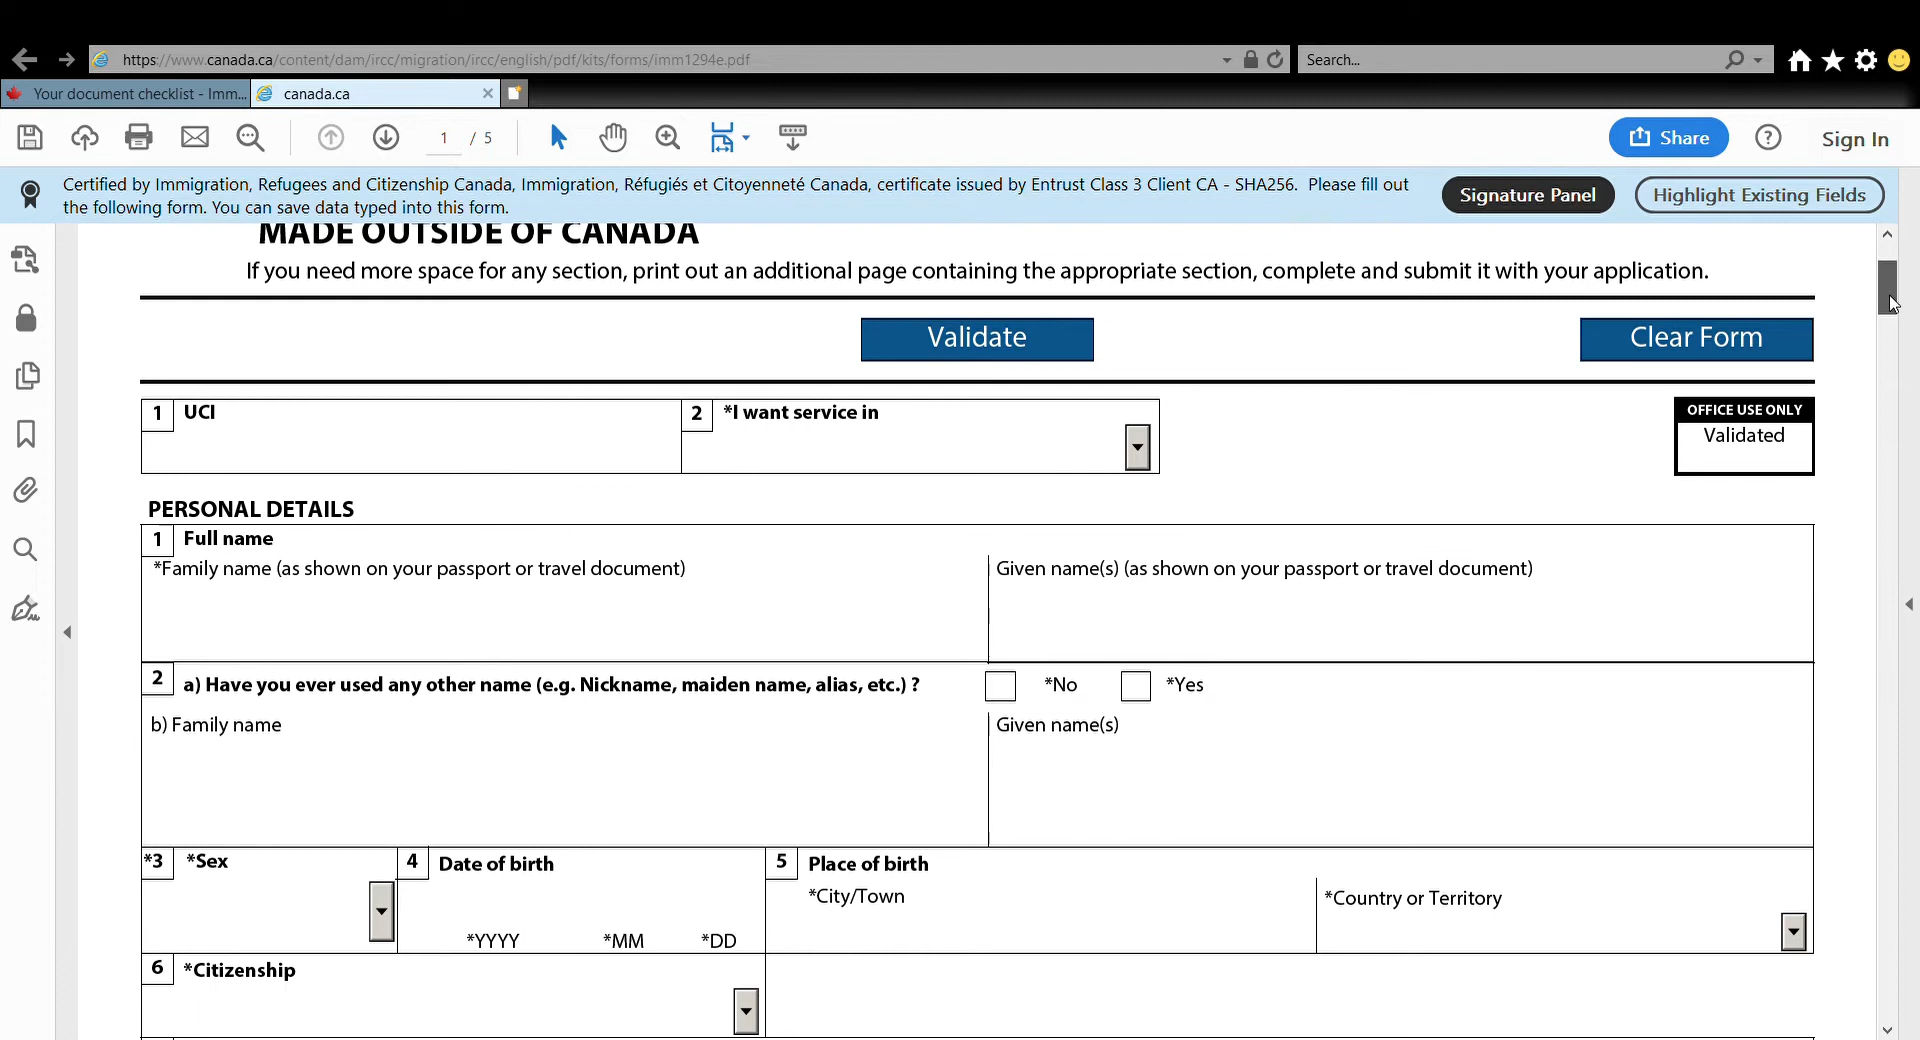 https://www.canada.ca/content/dam/ircc/migration/ircc/english/pdf/kits/forms/imm1294e.pdf
Search...
Your document checklist - Imm...
canada.ca
1 / 5
Share
Sign In
Certified by Immigration, Refugees and Citizenship Canada, Immigration, Réfugiés et Citoyenneté Canada, certificate issued by Entrust Class 3 Client CA - SHA256. Please fill out
the following form. You can save data typed into this form.
Signature Panel
Highlight Existing Fields
MADE OUTSIDE OF CANADA
If you need more space for any section, print out an additional page containing the appropriate section, complete and submit it with your application.
Validate
Clear Form
1 UCI
2 *I want service in
OFFICE USE ONLY
Validated
PERSONAL DETAILS
1 Full name
*Family name (as shown on your passport or travel document)
Given name(s) (as shown on your passport or travel document)
2 a) Have you ever used any other name (e.g. Nickname, maiden name, alias, etc.) ?
*No
*Yes
b) Family name
Given name(s)
*3 *Sex
4 Date of birth
*YYYY *MM *DD
5 Place of birth
*City/Town
*Country or Territory
6 *Citizenship